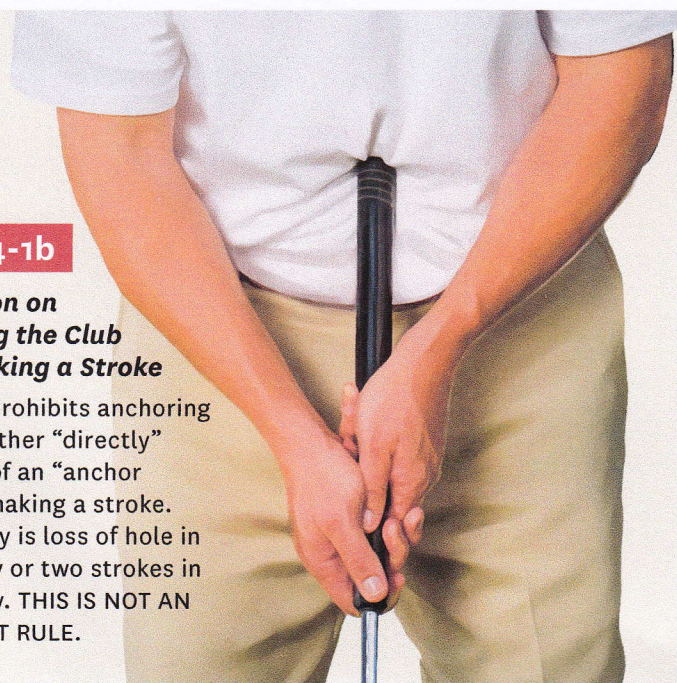 4-1b
on on
g the Club
king a Stroke
rohibits anchoring
ther “directly”
of an “anchor
making a stroke.
y is loss of hole in
y or two strokes in
y. THIS IS NOT AN
T RULE.